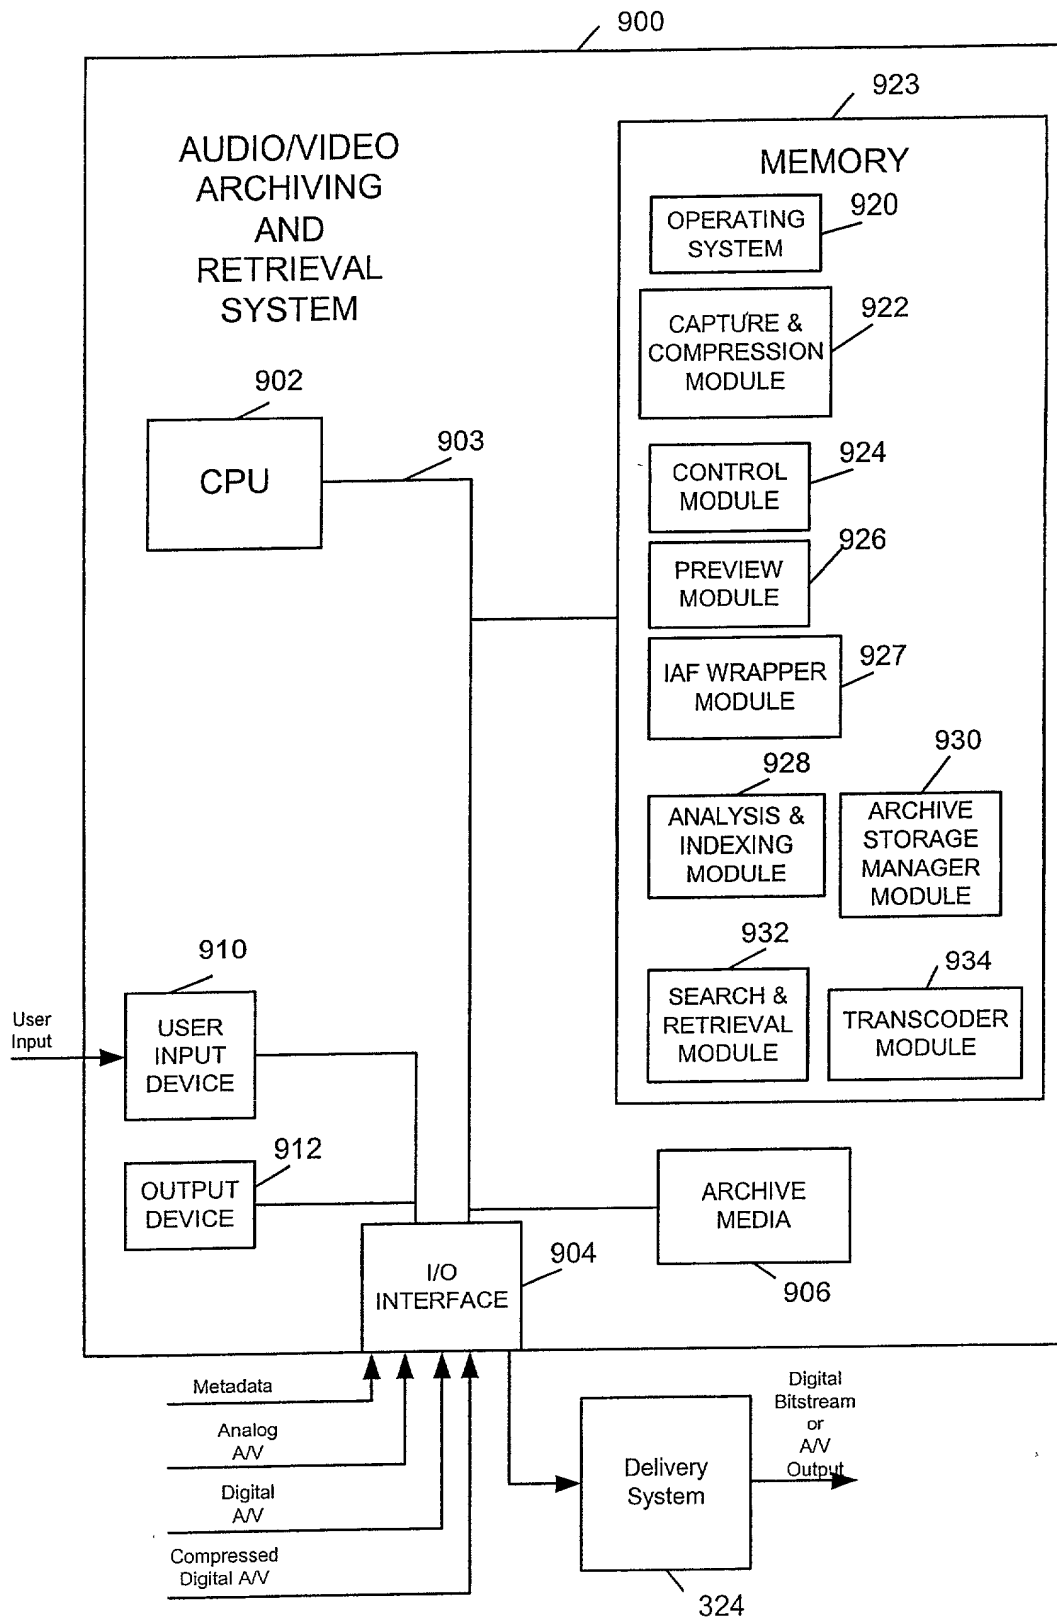 900
923
AUDIO/VIDEO
ARCHIVING
AND
RETRIEVAL
SYSTEM
MEMORY
920
OPERATING
SYSTEM
922
CAPTURE &
COMPRESSION
MODULE
902
CPU
903
924
CONTROL
MODULE
926
PREVIEW
MODULE
927
IAF WRAPPER
MODULE
928
ANALYSIS &
INDEXING
MODULE
930
ARCHIVE
STORAGE
MANAGER
MODULE
932
SEARCH &
RETRIEVAL
MODULE
934
TRANSCODER
MODULE
910
User
Input
USER
INPUT
DEVICE
912
OUTPUT
DEVICE
ARCHIVE
MEDIA
906
904
I/O
INTERFACE
Metadata
Analog
A/V
Digital
A/V
Compressed
Digital A/V
Delivery
System
324
Digital
Bitstream
or
A/V
Output